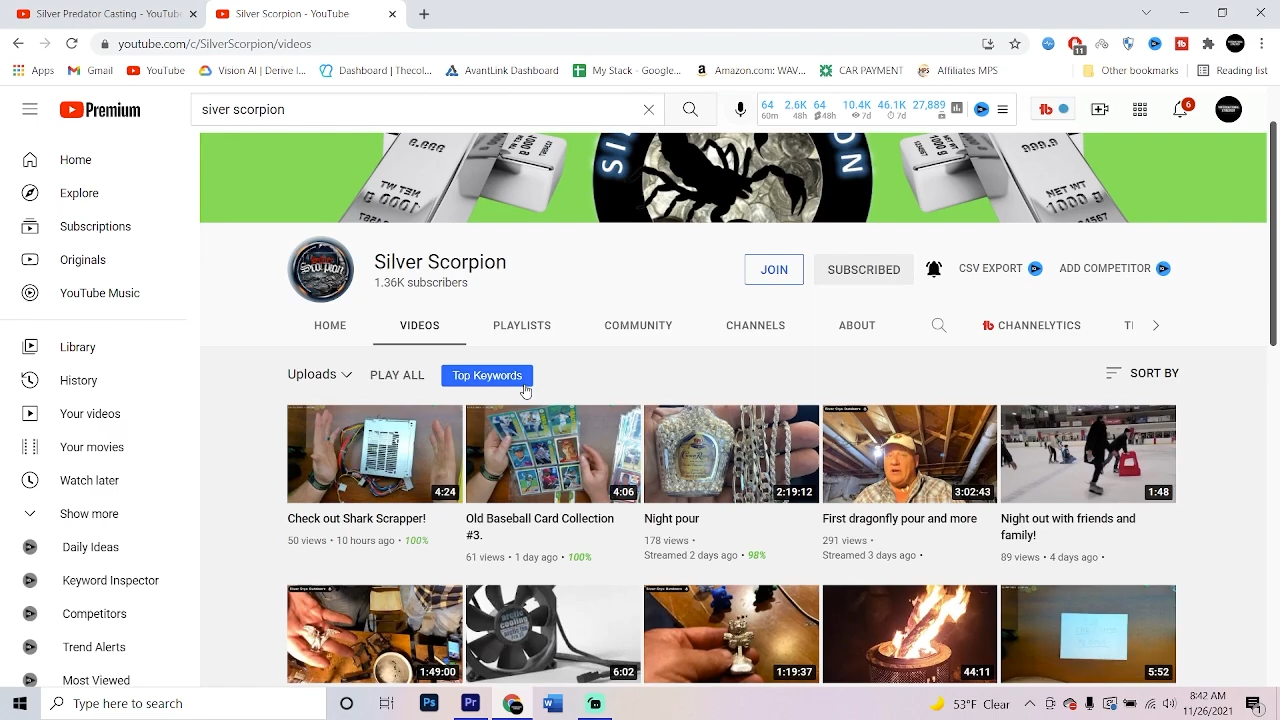 Silver Porter - YouTube
Silver Scorpion - YouTube
youtube.com/SilverScorpion/videos
11
Apps
Gmail
YouTube
Vision AI | Derive I...
Dashboard | Thecol...
Dashboard
My Stack - Google...
Amazon.com: WAV...
CAR PAYMENT
Affiliates MPS
Other bookmarks
Reading list
Premium
siver scorpion
64 2.6K 64 10.4K 46.1K 27,889
60m 48h 48h 7d 7d
6
Home
Explore
Subscriptions
Originals
YouTube Music
Library
History
Your videos
Your movies
Watch later
Show more
Daily Ideas
Keyword Inspector
Competitors
Trend Alerts
Most Viewed
999.9
NET WT
1000 g
Silver Scorpion
1.36K subscribers
JOIN
SUBSCRIBED
CSV EXPORT
ADD COMPETITOR
HOME
VIDEOS
PLAYLISTS
COMMUNITY
CHANNELS
ABOUT
CHANNELYTICS
Uploads
PLAY ALL
Top Keywords
SORT BY
4:24
4:06
2:19:12
3:02:43
1:48
Check out Shark Scrapper!
50 views • 10 hours ago • 100%
Old Baseball Card Collection
#3.
61 views • 1 day ago • 100%
Night pour
178 views •
Streamed 2 days ago • 98%
First dragonfly pour and more
291 views •
Streamed 3 days ago •
Night out with friends and
family!
89 views • 4 days ago •
1:49:00
6:02
1:19:37
44:11
5:52
Type here to search
53°F Clear
8:42 AM
11/26/2021